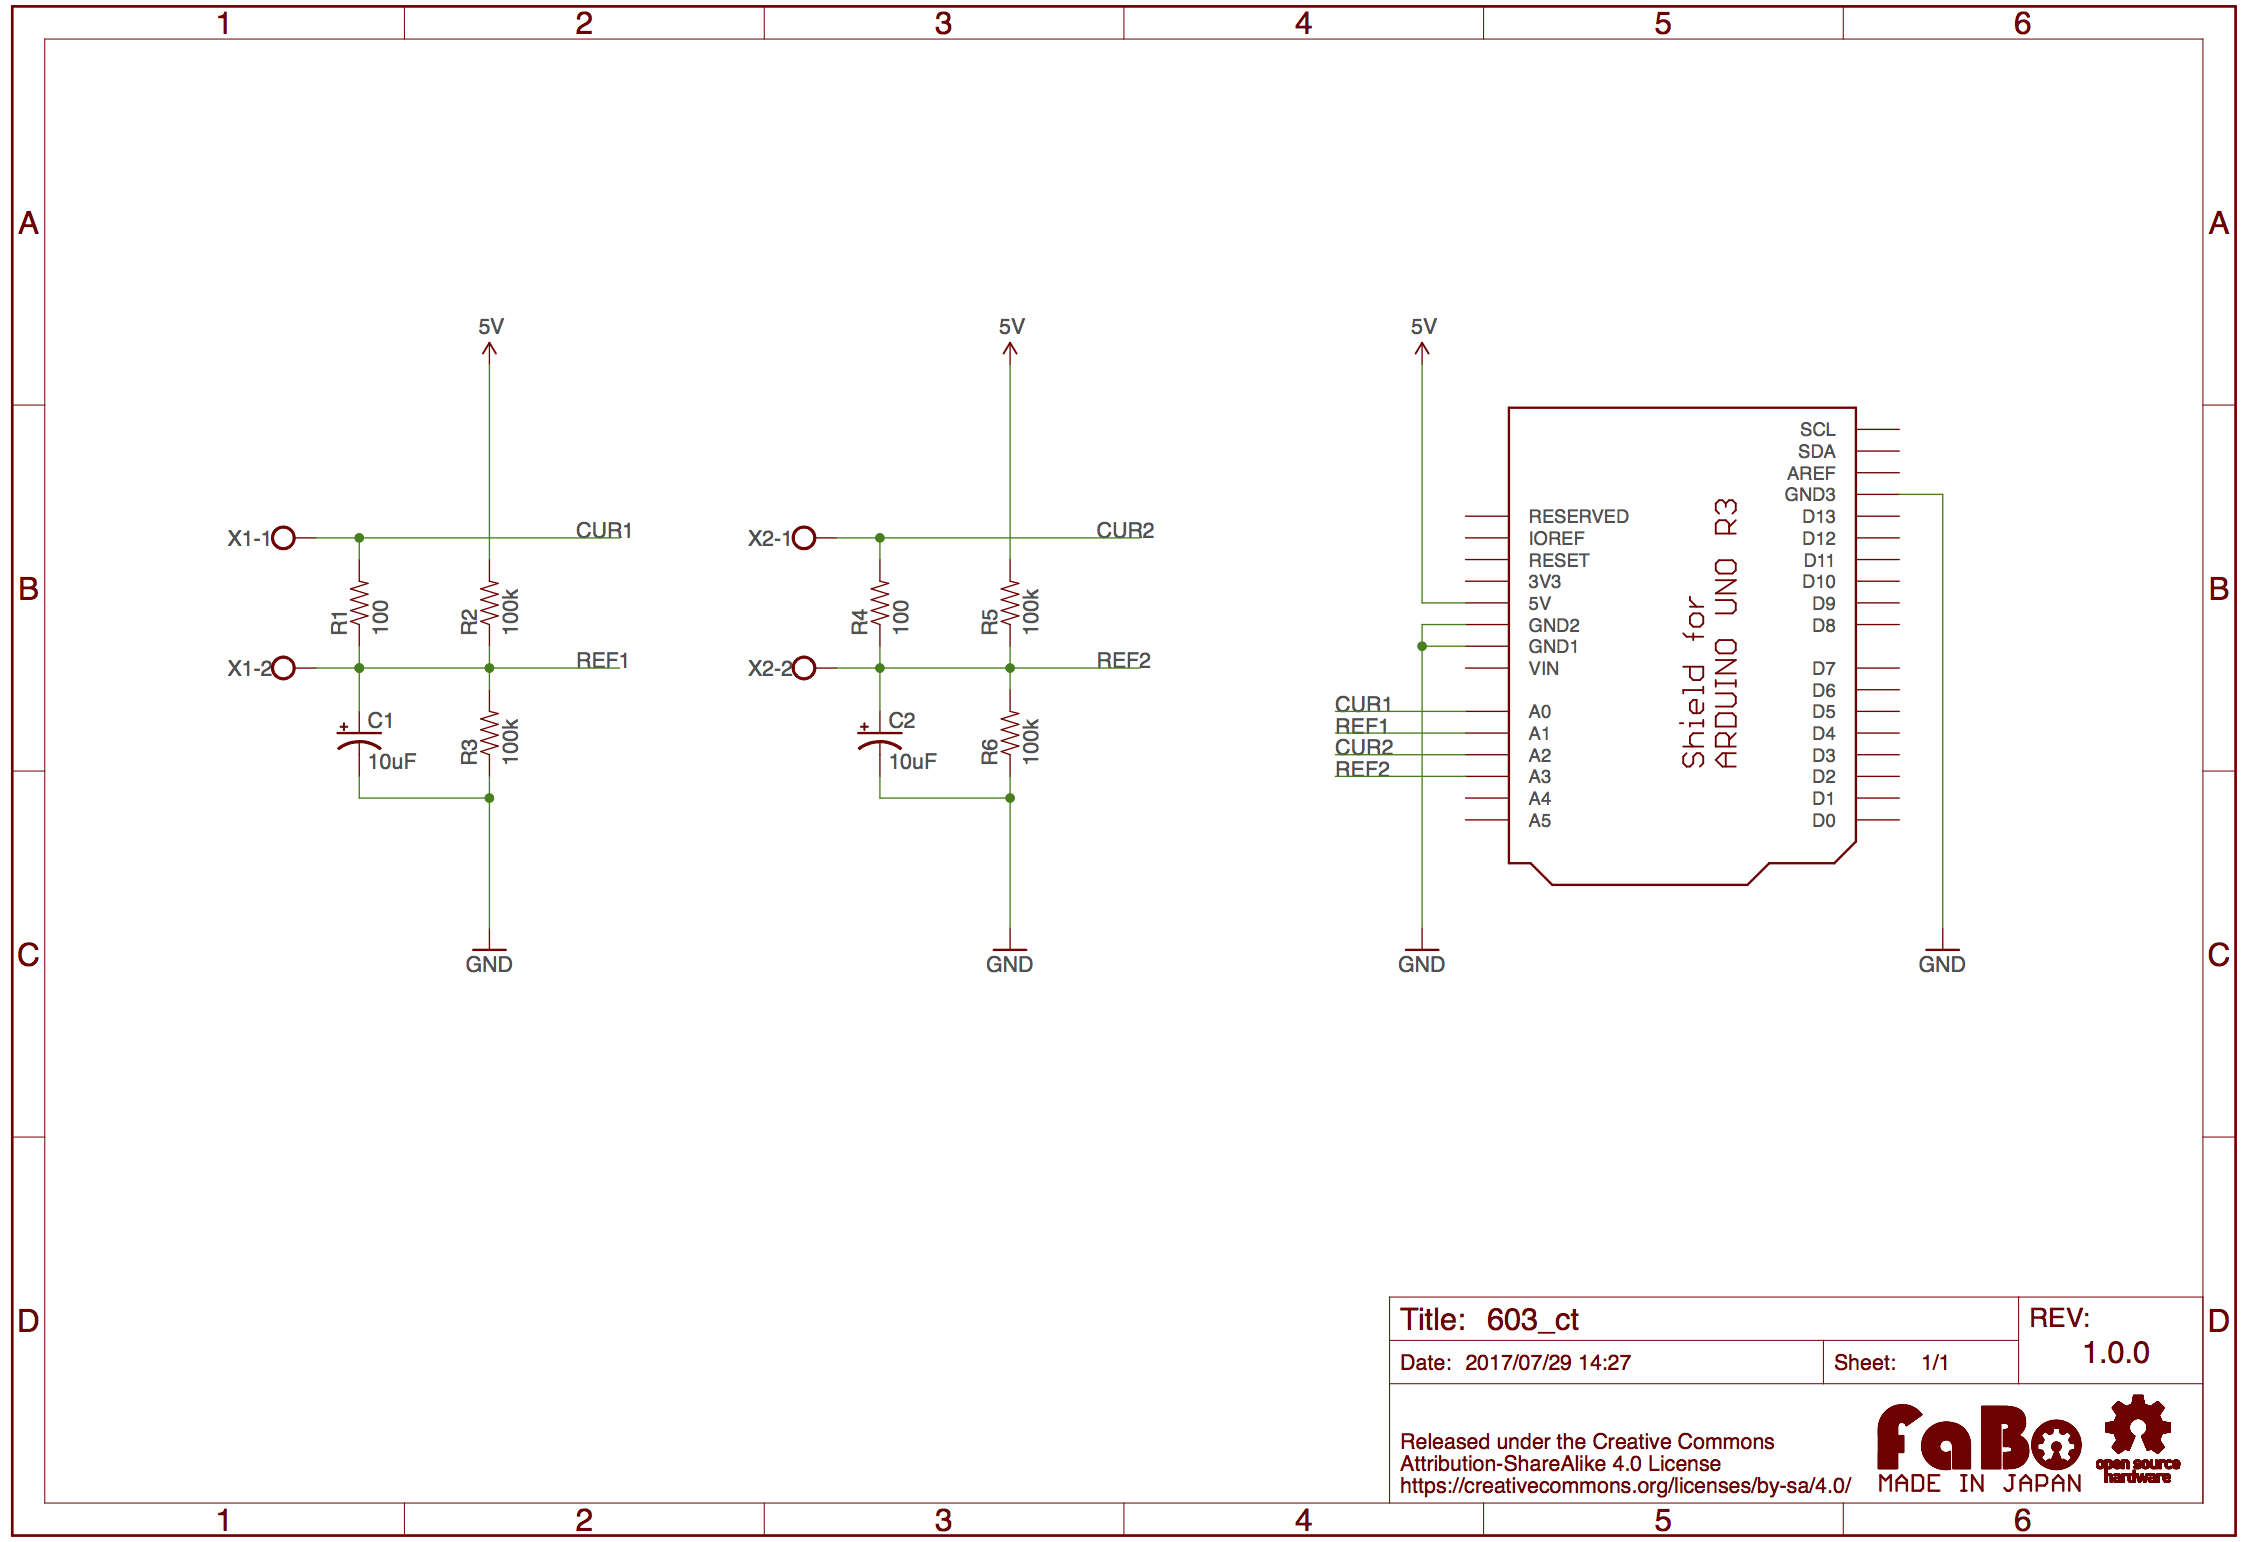 1 2 3 4 5 6
A A
5V 5V 5V
B B
X1-1 CUR1
R1 100 R2 100k
X1-2 REF1
C1 10uF
R3 100k
GND
X2-1 CUR2
R4 100 R5 100k
X2-2 REF2
C2 10uF
R6 100k
GND
Shield for
ARDUINO UNO R3
RESERVED
IOREF
RESET
3V3
5V
GND2
GND1
VIN
CUR1 A0
REF1 A1
CUR2 A2
REF2 A3
A4
A5
SCL
SDA
AREF
GND3
D13
D12
D11
D10
D9
D8
D7
D6
D5
D4
D3
D2
D1
D0
GND GND
C C
D D
Title: 603_ct
REV:
1.0.0
Date: 2017/07/29 14:27
Sheet: 1/1
Released under the Creative Commons
Attribution-ShareAlike 4.0 License
https://creativecommons.org/licenses/by-sa/4.0/
FaBo
MADE IN JAPAN
open source
hardware
1 2 3 4 5 6